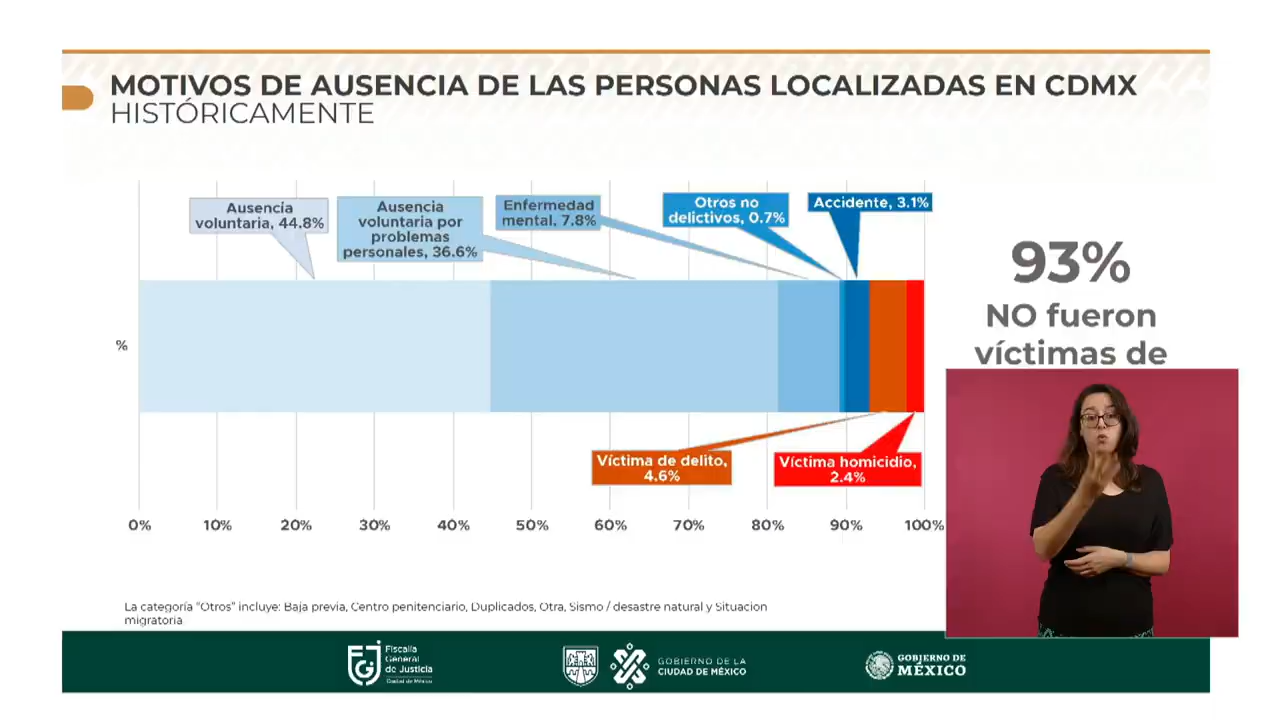 MOTIVOS DE AUSENCIA DE LAS PERSONAS LOCALIZADAS EN CDMX
HISTÓRICAMENTE
Ausencia
voluntaria, 44.8%
Ausencia
voluntaria por
problemas
personales, 36.6%
Enfermedad
mental, 7.8%
Otros no
delictivos, 0.7%
Accidente, 3.1%
93%
NO fueron
víctimas de
%
Víctima de delito,
4.6%
Víctima homicidio,
2.4%
0% 10% 20% 30% 40% 50% 60% 70% 80% 90% 100%
La categoría "Otros" incluye: Baja previa, Centro penitenciario, Duplicados, Otra, Sismo / desastre natural y Situacion
migratoria
FGJ
Fiscalía
General
de Justicia
Ciudad de México
GOBIERNO DE LA
CIUDAD DE MÉXICO
GOBIERNO DE
MÉXICO